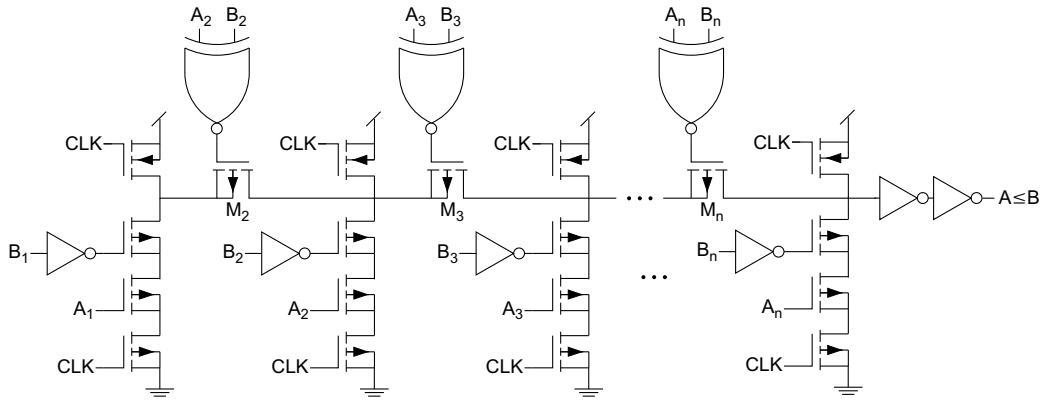 A₂ B₂ A₃ B₃ Aₙ Bₙ
CLK CLK CLK CLK
M₂ M₃ ... Mₙ A≤B
B₁ B₂ B₃ ... Bₙ
A₁ A₂ A₃ Aₙ
CLK CLK CLK CLK